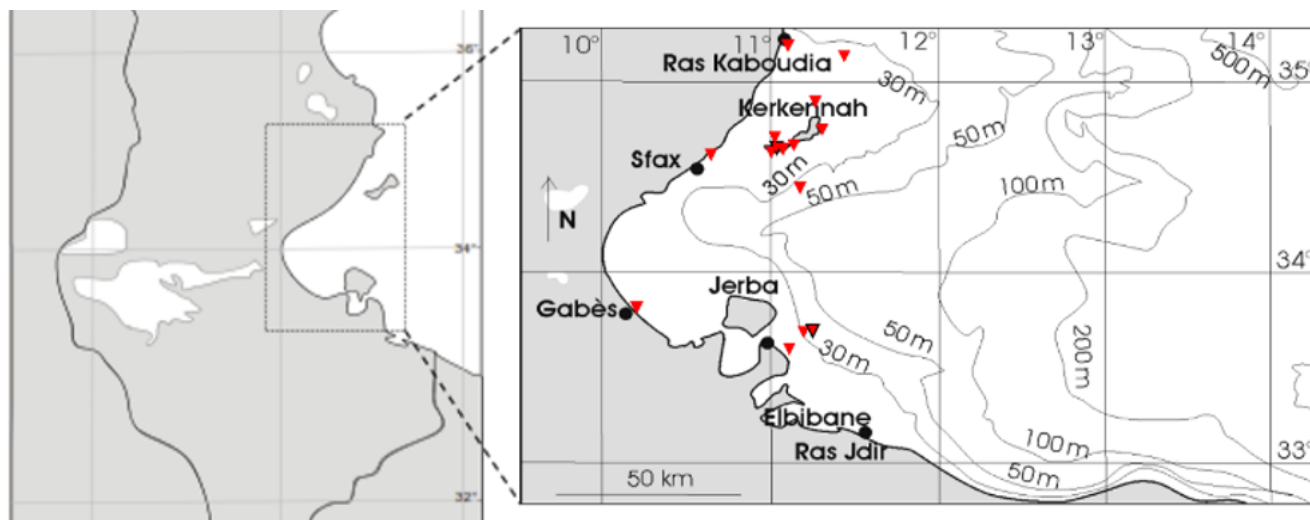 36°
34°
32°
10° 11° 12° 13° 14°
Ras Kaboudia
30m
500m
35°
Kerkennah
50m
Sfax
30m
50m
100m
N
34°
Jerba
Gabès
50m
30m
200m
Elbibane
Ras Jdir
100m
33°
50 km
50m